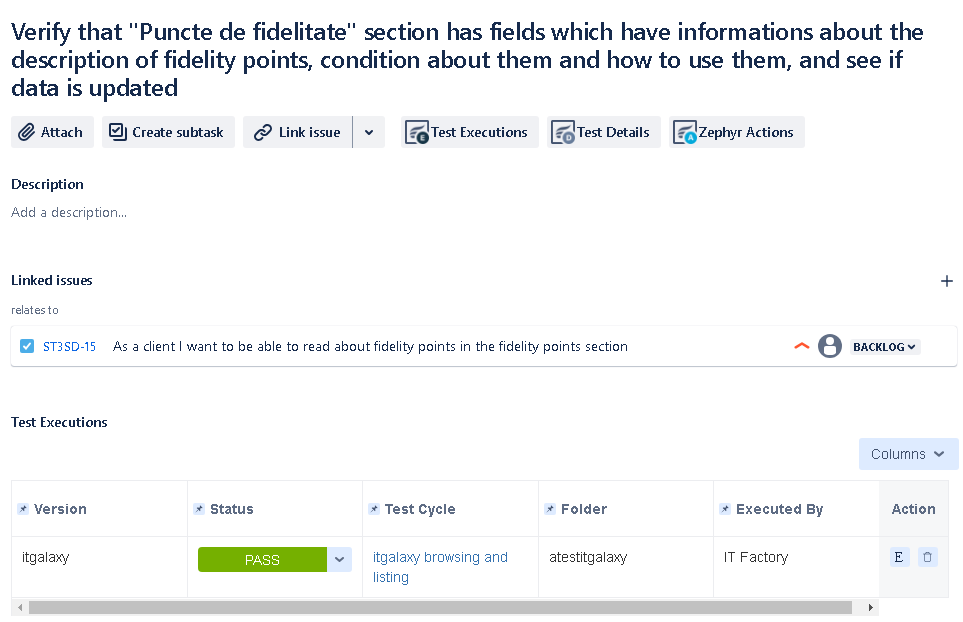 Verify that "Puncte de fidelitate" section has fields which have informations about the
description of fidelity points, condition about them and how to use them, and see if
data is updated
Attach Create subtask Link issue Test Executions Test Details Zephyr Actions
Description
Add a description...
Linked issues
relates to
ST3SD-15 As a client I want to be able to read about fidelity points in the fidelity points section BACKLOG
Test Executions
Columns
Version Status Test Cycle Folder Executed By Action
itgalaxy PASS itgalaxy browsing and atestitgalaxy IT Factory E
listing